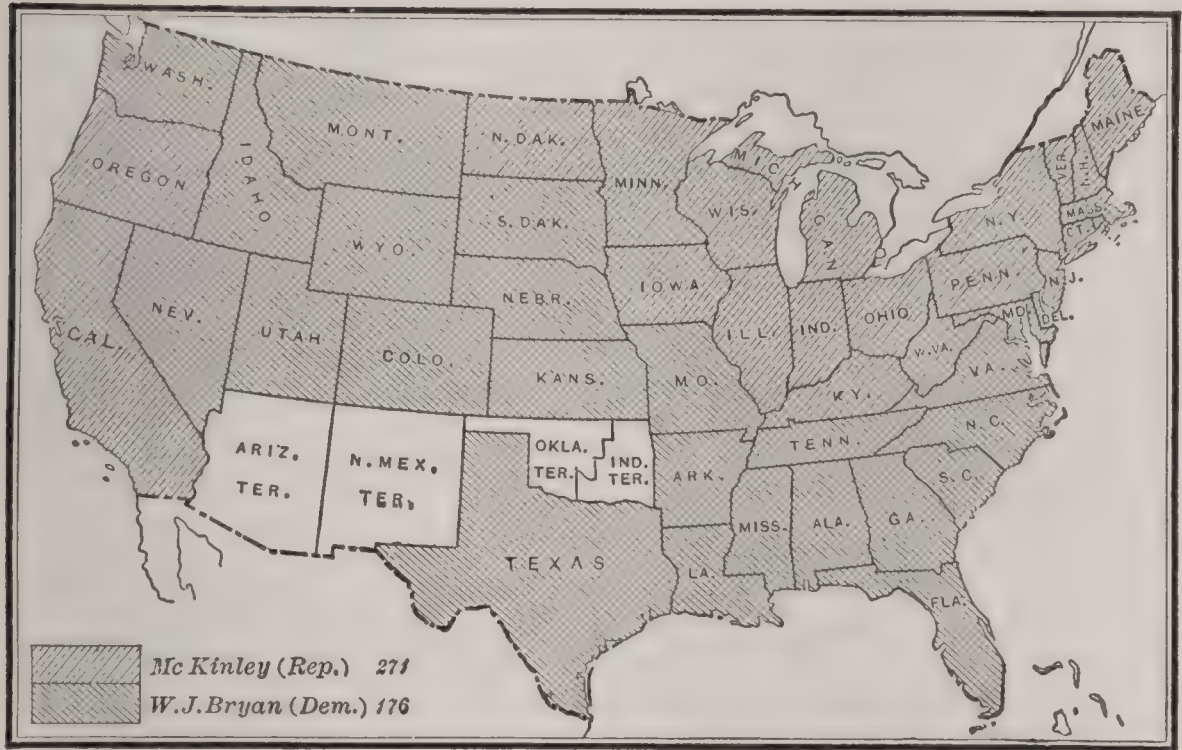 WASH.
OREGON
IDAHO
MONT.
WYO.
NEV.
CAL.
UTAH
COLO.
ARIZ.
TER.
N. MEX.
TER.
N. DAK.
S. DAK.
NEBR.
KANS.
OKLA.
TER.
IND.
TER.
TEXAS
MINN.
IOWA
MO.
ARK.
LA.
WIS.
MICHIGAN
ILL.
IND.
OHIO
KY.
TENN.
MISS.
ALA.
GA.
FLA.
S. C.
N. C.
VA.
W. VA.
MD.
DEL.
PENN.
N. J.
N. Y.
CT.
R. I.
MASS.
VER.
N. H.
MAINE
Mc Kinley (Rep.) 271
W. J. Bryan (Dem.) 176